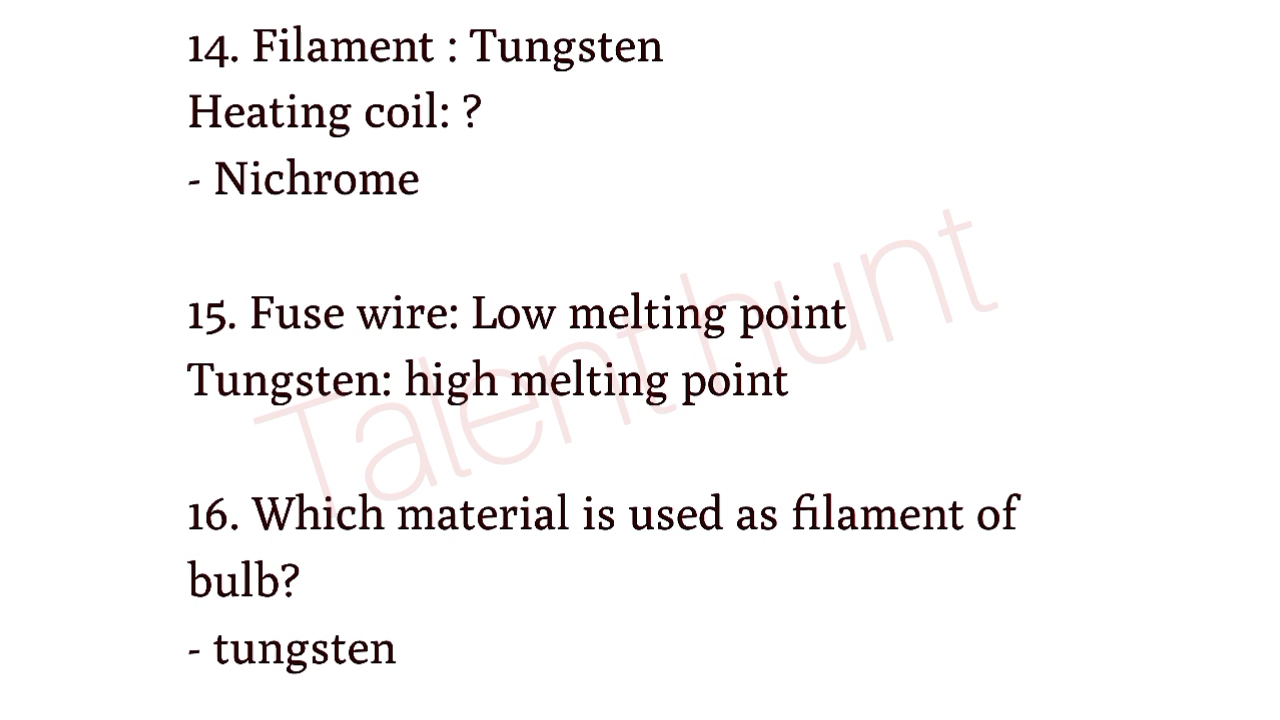 14. Filament : Tungsten
Heating coil: ?
- Nichrome
15. Fuse wire: Low melting point
Tungsten: high melting point
Talent hunt
16. Which material is used as filament of
bulb?
- tungsten